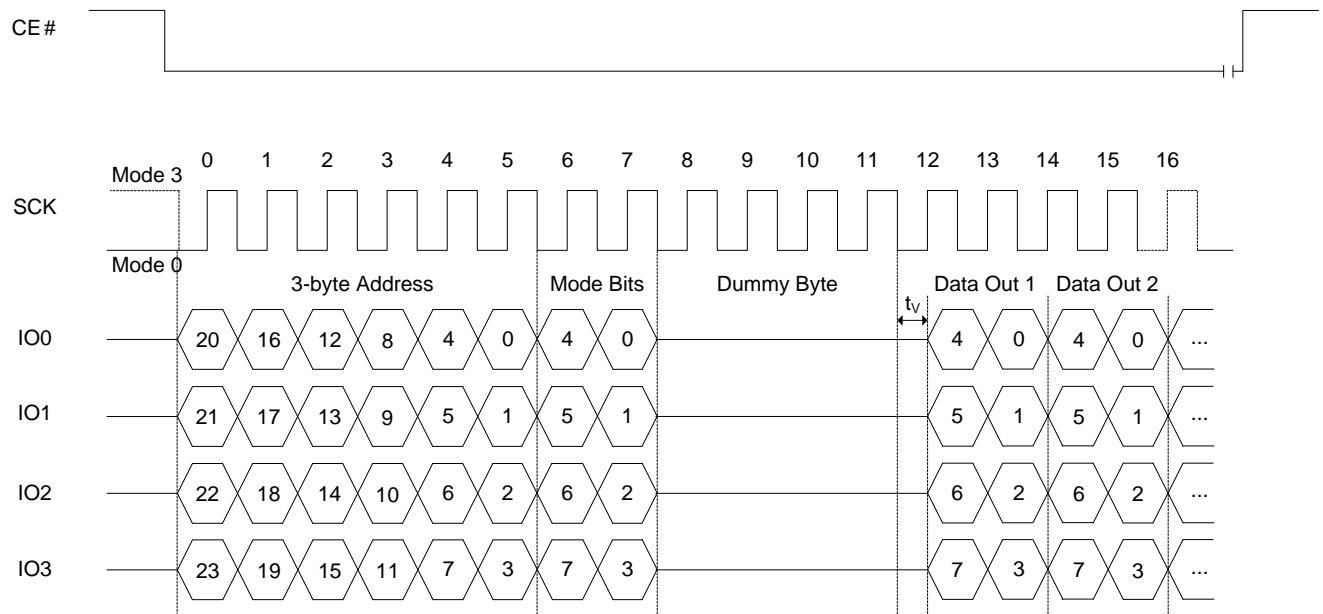 CE #
0 1 2 3 4 5 6 7 8 9 10 11 12 13 14 15 16
Mode 3
SCK
Mode 0
3-byte Address Mode Bits Dummy Byte Data Out 1 Data Out 2
tV
IO0 20 16 12 8 4 0 4 0 4 0 4 0 ...
IO1 21 17 13 9 5 1 5 1 5 1 5 1 ...
IO2 22 18 14 10 6 2 6 2 6 2 6 2 ...
IO3 23 19 15 11 7 3 7 3 7 3 7 3 ...